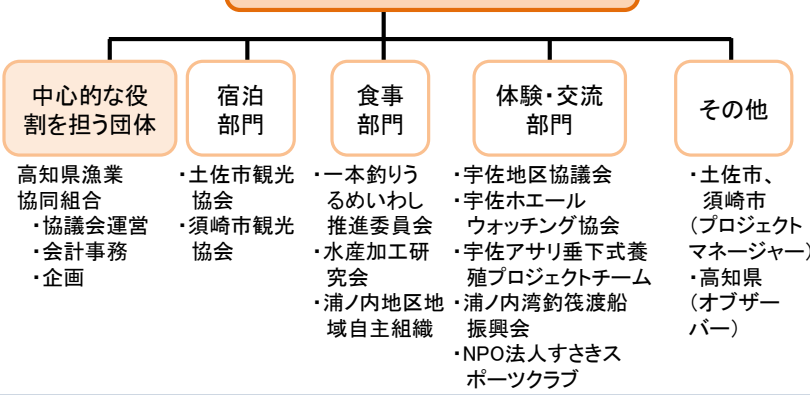 中心的な役
割を担う団体
高知県漁業
協同組合
・協議会運営
・会計事務
・企画
宿泊
部門
・土佐市観光
協会
・須崎市観光
協会
食事
部門
・一本釣りう
るめいわし
推進委員会
・水産加工研
究会
・浦ノ内地区地
域自主組織
体験・交流
部門
・宇佐地区協議会
・宇佐ホエール
ウォッチング協会
・宇佐アサリ垂下式養
殖プロジェクトチーム
・浦ノ内湾釣筏渡船
振興会
・NPO法人すさきス
ポーツクラブ
その他
・土佐市、
須崎市
(プロジェクト
マネージャー)
・高知県
(オブザー
バー)